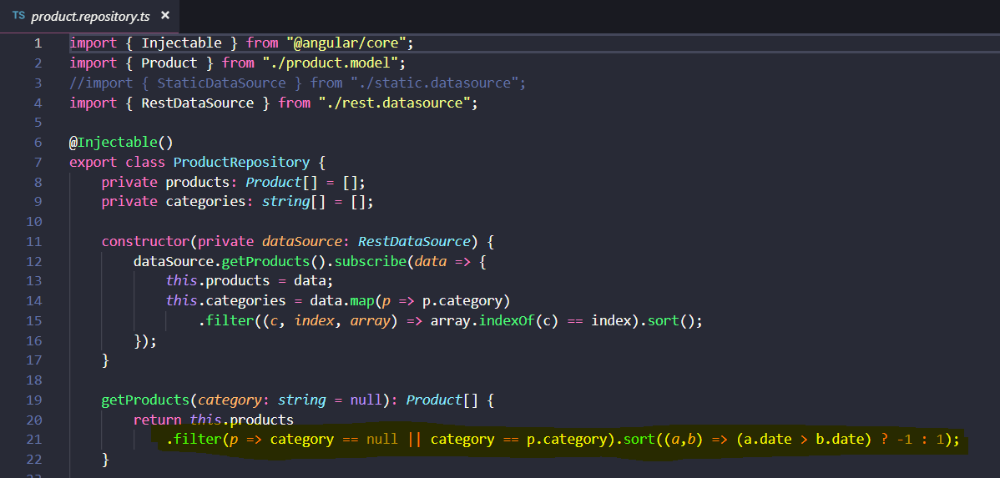 TS product.repository.ts ×
1 import { Injectable } from "@angular/core";
2 import { Product } from "./product.model";
3 //import { StaticDataSource } from "./static.datasource";
4 import { RestDataSource } from "./rest.datasource";
5
6 @Injectable()
7 export class ProductRepository {
8     private products: Product[] = [];
9     private categories: string[] = [];
10
11     constructor(private dataSource: RestDataSource) {
12         dataSource.getProducts().subscribe(data => {
13             this.products = data;
14             this.categories = data.map(p => p.category)
15                 .filter((c, index, array) => array.indexOf(c) == index).sort();
16         });
17     }
18
19     getProducts(category: string = null): Product[] {
20         return this.products
21             .filter(p => category == null || category == p.category).sort((a,b) => (a.date > b.date) ? -1 : 1);
22     }